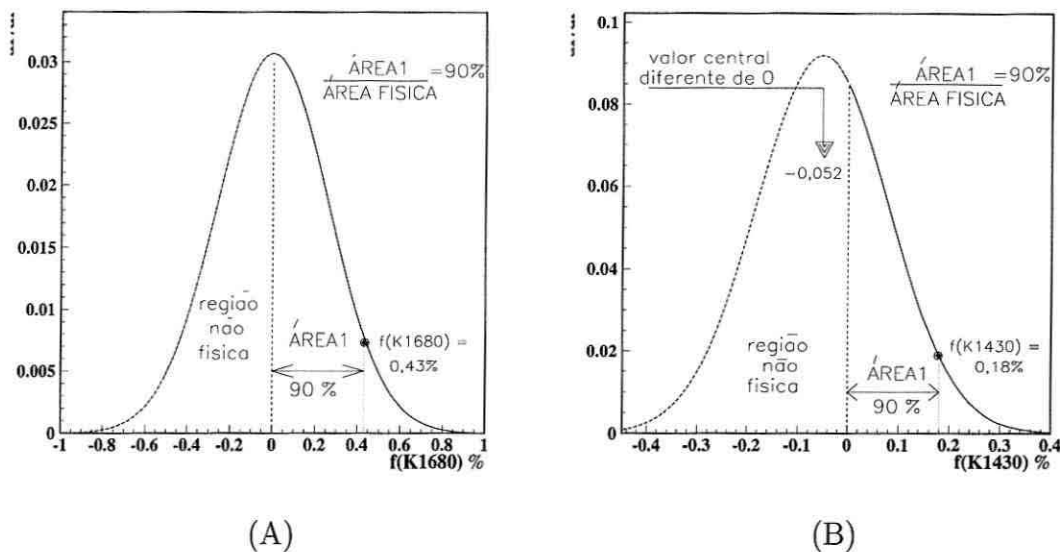 0.03
0.025
0.02
0.015
0.01
0.005
0
ÁREA1
ÁREA FISICA
=90%
região
não
fisica
ÁREA1
90 %
f(K1680) =
0,43%
-1 -0.8 -0.6 -0.4 -0.2 0 0.2 0.4 0.6 0.8 1
f(K1680) %
(A)
0.1
0.08
0.06
0.04
0.02
0
valor central
diferente de 0
-0,052
ÁREA1
ÁREA FISICA
=90%
região
não
fisica
ÁREA1
90 %
f(K1430) =
0,18%
-0.4 -0.3 -0.2 -0.1 0 0.1 0.2 0.3 0.4
f(K1430) %
(B)